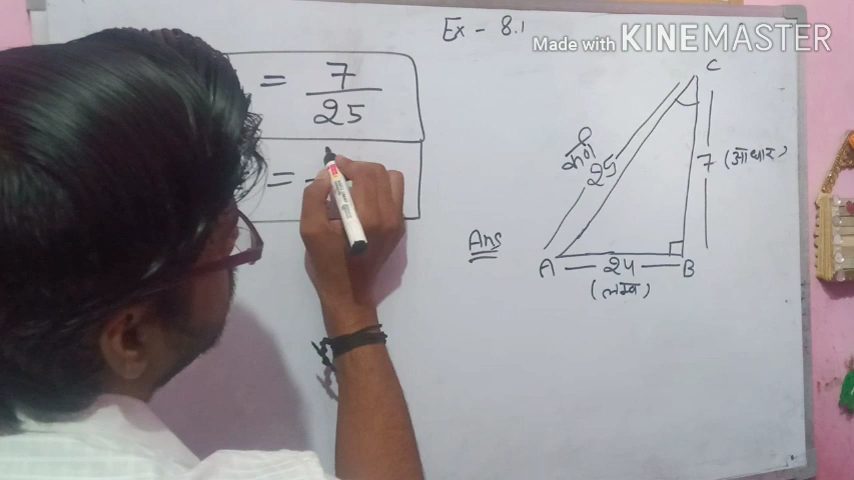 Ex - 8.1
Made with KINEMASTER
= 7/25
=
C
कर्ण
25
7 (आधार)
Ans
A — 24 — B
(लम्ब)